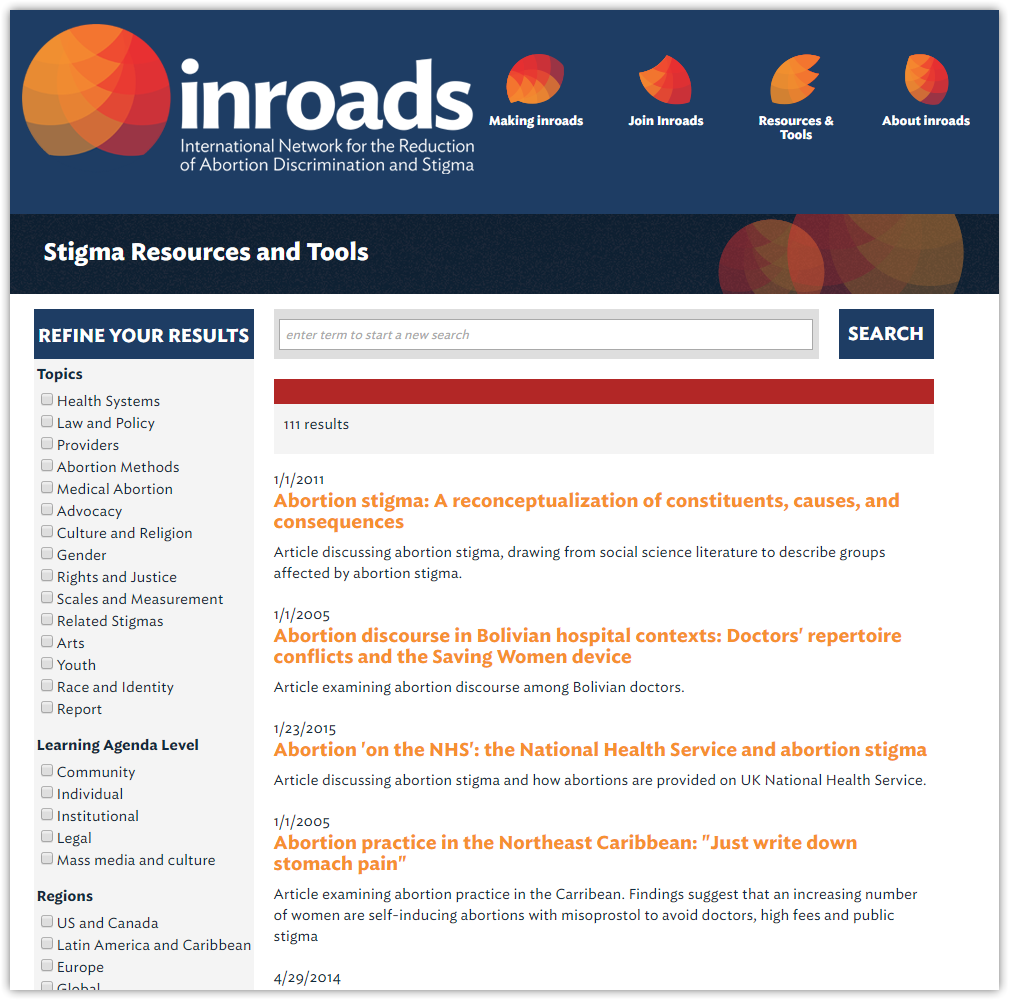 inroads
International Network for the Reduction
of Abortion Discrimination and Stigma
Making inroads
Join Inroads
Resources &
Tools
About inroads
Stigma Resources and Tools
REFINE YOUR RESULTS
Topics
Health Systems
Law and Policy
Providers
Abortion Methods
Medical Abortion
Advocacy
Culture and Religion
Gender
Rights and Justice
Scales and Measurement
Related Stigmas
Arts
Youth
Race and Identity
Report
Learning Agenda Level
Community
Individual
Institutional
Legal
Mass media and culture
Regions
US and Canada
Latin America and Caribbean
Europe
Global
enter term to start a new search
SEARCH
111 results
1/1/2011
Abortion stigma: A reconceptualization of constituents, causes, and
consequences
Article discussing abortion stigma, drawing from social science literature to describe groups
affected by abortion stigma.
1/1/2005
Abortion discourse in Bolivian hospital contexts: Doctors' repertoire
conflicts and the Saving Women device
Article examining abortion discourse among Bolivian doctors.
1/23/2015
Abortion 'on the NHS': the National Health Service and abortion stigma
Article discussing abortion stigma and how abortions are provided on UK National Health Service.
1/1/2005
Abortion practice in the Northeast Caribbean: "Just write down
stomach pain"
Article examining abortion practice in the Carribean. Findings suggest that an increasing number
of women are self-inducing abortions with misoprostol to avoid doctors, high fees and public
stigma
4/29/2014